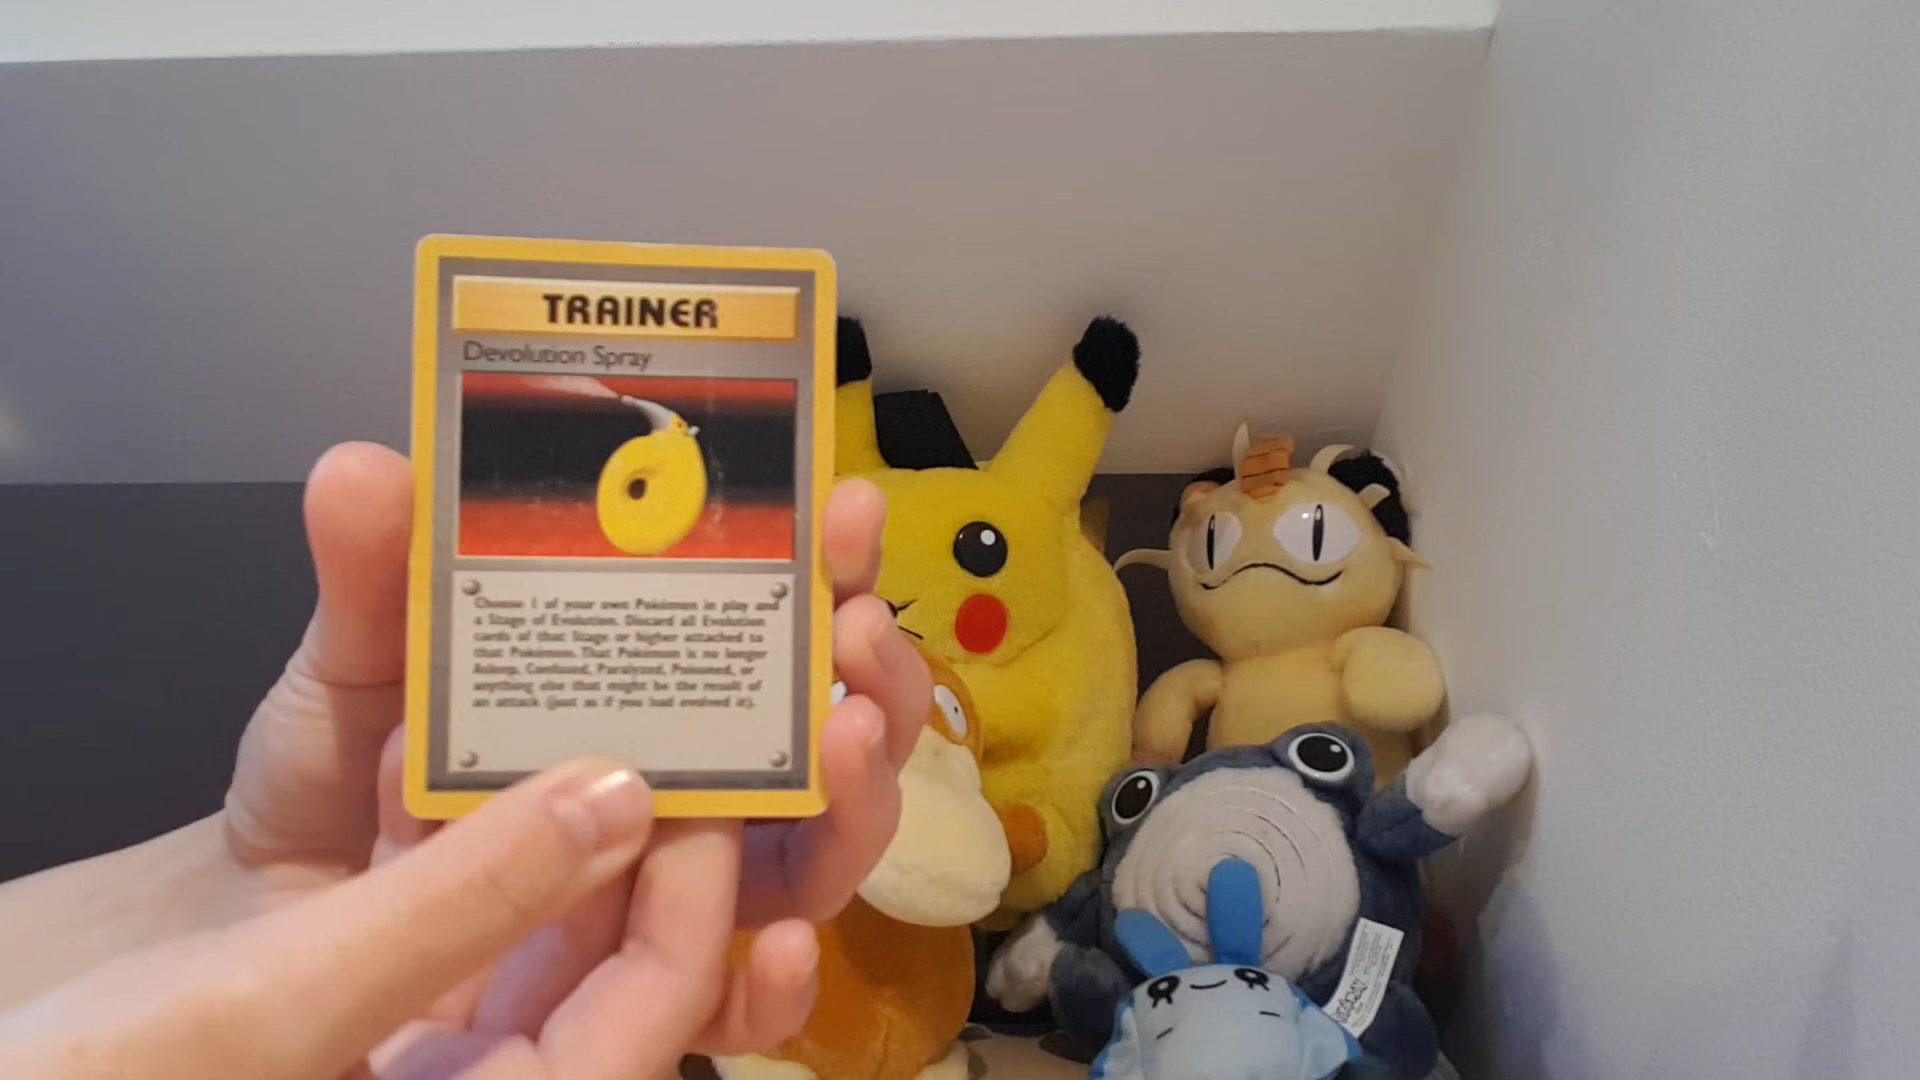 TRAINER
Devolution Spray
Choose 1 of your own Pokémon in play and
a Stage of Evolution. Discard all Evolution
cards of that Stage or higher attached to
that Pokémon. That Pokémon is no longer
Asleep, Confused, Paralyzed, Poisoned, or
anything else that might be the result of
an attack (just as if you had evolved it).